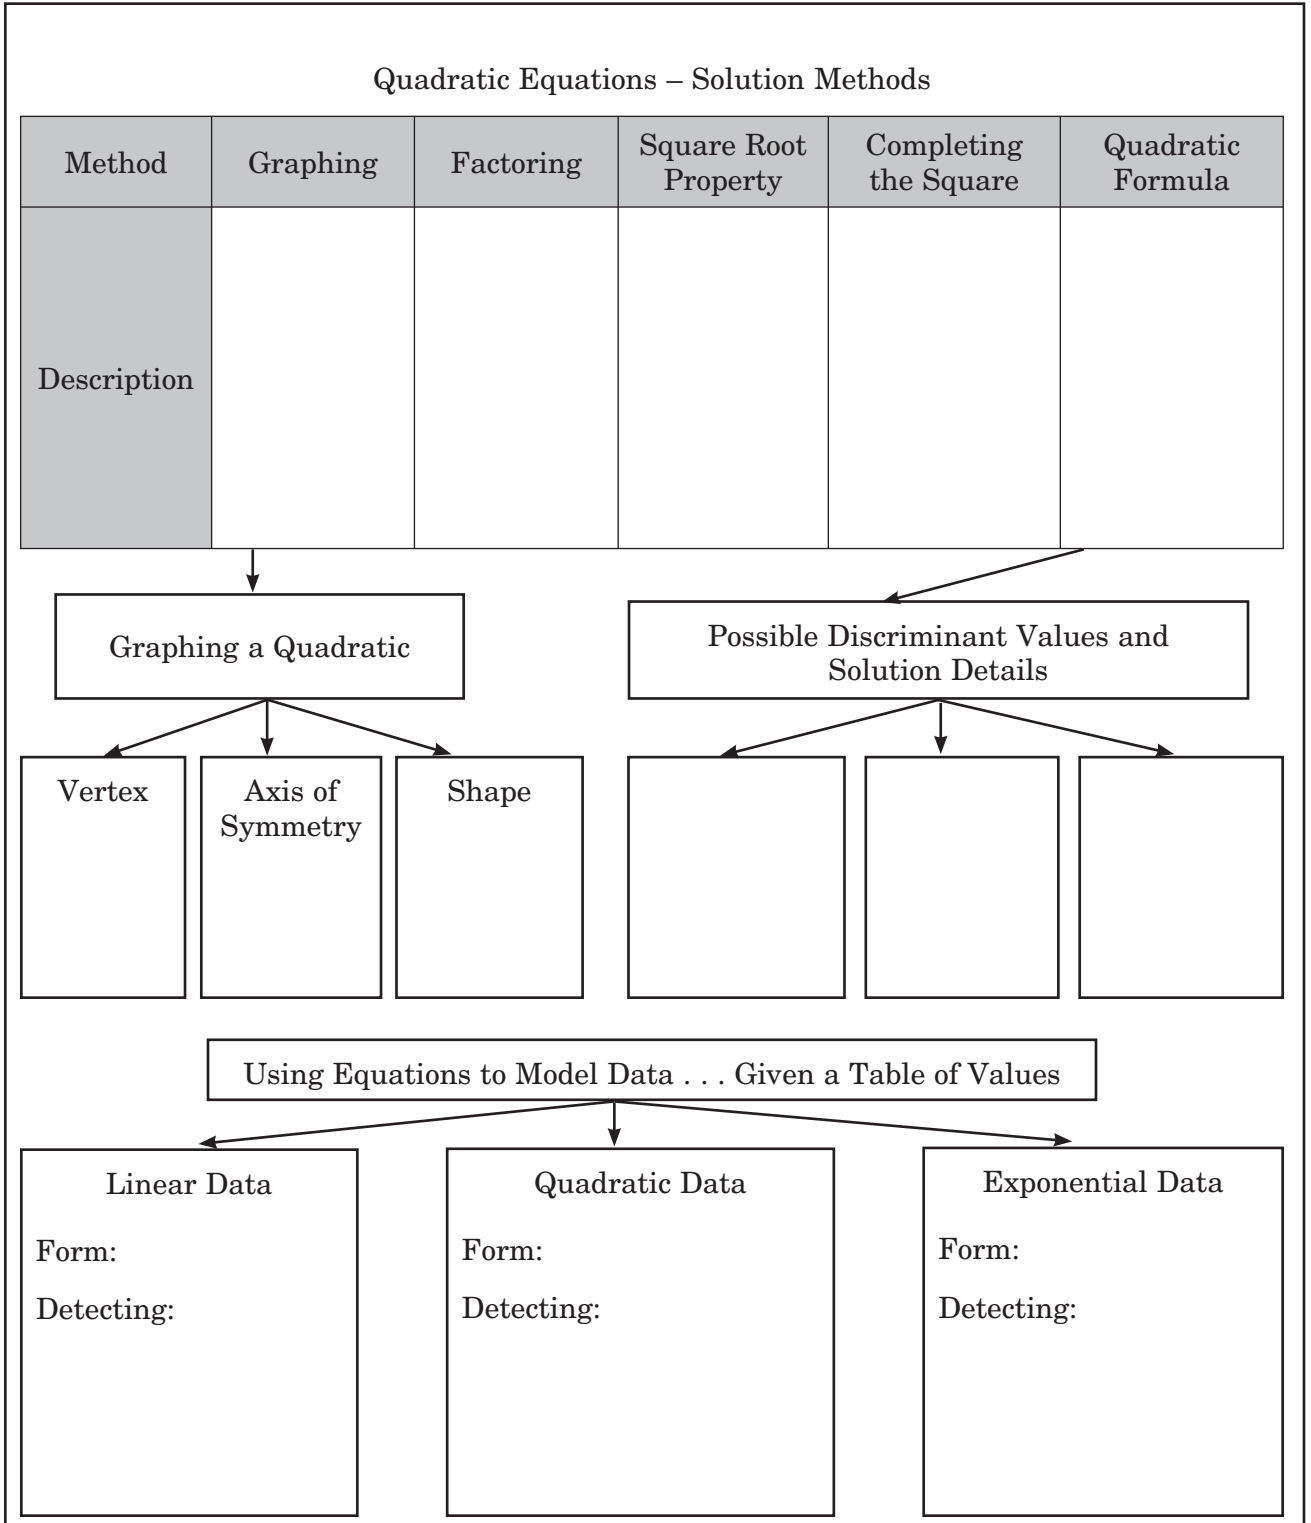 Quadratic Equations – Solution Methods
Method
Graphing
Factoring
Square Root
Property
Completing
the Square
Quadratic
Formula
Description
Graphing a Quadratic
Possible Discriminant Values and
Solution Details
Vertex
Axis of
Symmetry
Shape
Using Equations to Model Data . . . Given a Table of Values
Linear Data
Form:
Detecting:
Quadratic Data
Form:
Detecting:
Exponential Data
Form:
Detecting: